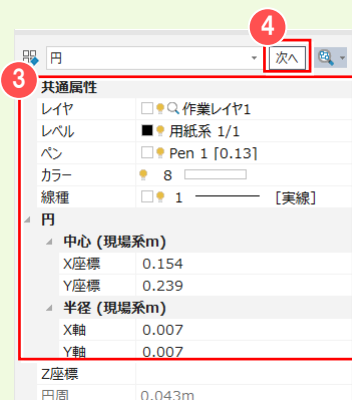 4
円 次へ
3
共通属性
レイヤ 作業レイヤ1
レベル 用紙系 1/1
ペン Pen 1 [0.13]
カラー 8
線種 1 [実線]
円
中心 (現場系m)
X座標 0.154
Y座標 0.239
半径 (現場系m)
X軸 0.007
Y軸 0.007
Z座標
円周 0.043m